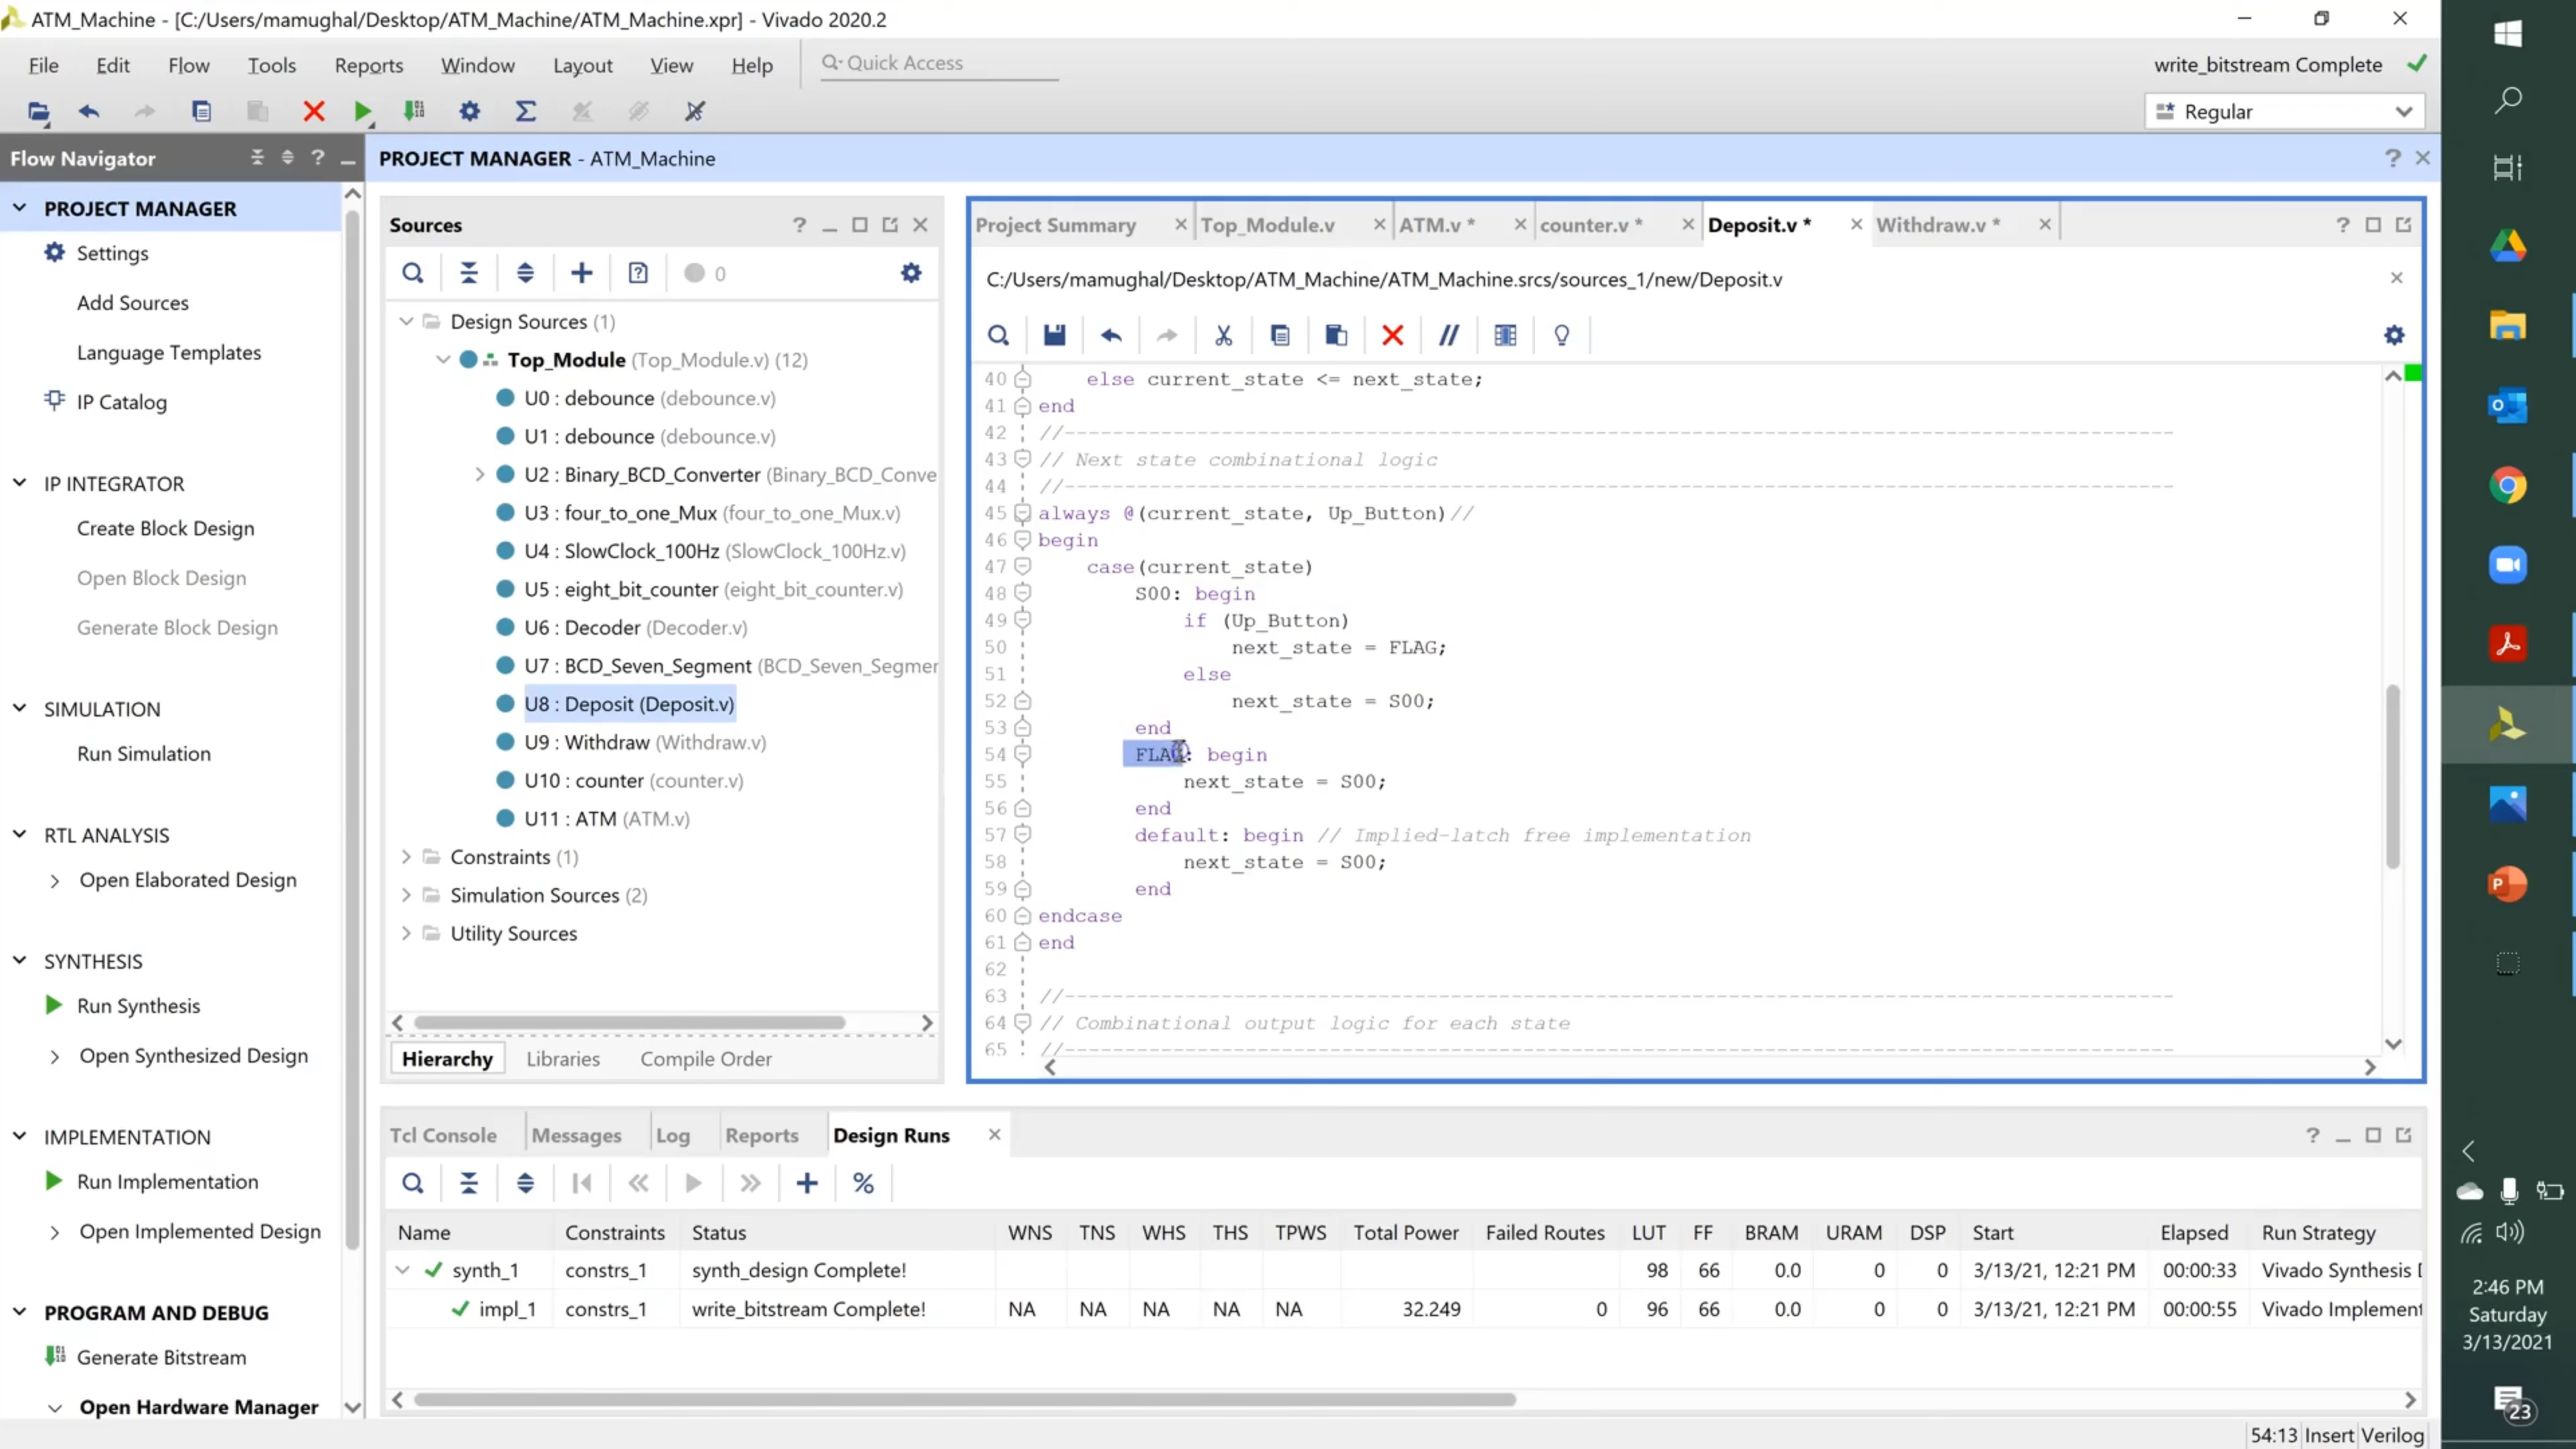 ATM_Machine - [C:/Users/mamughal/Desktop/ATM_Machine/ATM_Machine.xpr] - Vivado 2020.2
File Edit Flow Tools Reports Window Layout View Help Quick Access
write_bitstream Complete
Regular
Flow Navigator
PROJECT MANAGER - ATM_Machine
PROJECT MANAGER
Settings
Add Sources
Language Templates
IP Catalog
IP INTEGRATOR
Create Block Design
Open Block Design
Generate Block Design
SIMULATION
Run Simulation
RTL ANALYSIS
Open Elaborated Design
SYNTHESIS
Run Synthesis
Open Synthesized Design
IMPLEMENTATION
Run Implementation
Open Implemented Design
PROGRAM AND DEBUG
Generate Bitstream
Open Hardware Manager
Sources
0
Design Sources (1)
Top_Module (Top_Module.v) (12)
U0 : debounce (debounce.v)
U1 : debounce (debounce.v)
U2 : Binary_BCD_Converter (Binary_BCD_Conve
U3 : four_to_one_Mux (four_to_one_Mux.v)
U4 : SlowClock_100Hz (SlowClock_100Hz.v)
U5 : eight_bit_counter (eight_bit_counter.v)
U6 : Decoder (Decoder.v)
U7 : BCD_Seven_Segment (BCD_Seven_Segmer
U8 : Deposit (Deposit.v)
U9 : Withdraw (Withdraw.v)
U10 : counter (counter.v)
U11 : ATM (ATM.v)
Constraints (1)
Simulation Sources (2)
Utility Sources
Hierarchy Libraries Compile Order
Project Summary Top_Module.v ATM.v * counter.v * Deposit.v * Withdraw.v *
C:/Users/mamughal/Desktop/ATM_Machine/ATM_Machine.srcs/sources_1/new/Deposit.v
40 else current_state <= next_state;
41 end
42 //--------------------------------------------------------------------------------------------
43 // Next state combinational logic
44 //--------------------------------------------------------------------------------------------
45 always @(current_state, Up_Button)//
46 begin
47 case(current_state)
48 S00: begin
49 if (Up_Button)
50 next_state = FLAG;
51 else
52 next_state = S00;
53 end
54 FLAG: begin
55 next_state = S00;
56 end
57 default: begin // Implied-latch free implementation
58 next_state = S00;
59 end
60 endcase
61 end
62
63 //--------------------------------------------------------------------------------------------
64 // Combinational output logic for each state
65 //--------------------------------------------------------------------------------------------
Tcl Console Messages Log Reports Design Runs
Name Constraints Status WNS TNS WHS THS TPWS Total Power Failed Routes LUT FF BRAM URAM DSP Start Elapsed Run Strategy
synth_1 constrs_1 synth_design Complete! 98 66 0.0 0 0 3/13/21, 12:21 PM 00:00:33 Vivado Synthesis D
impl_1 constrs_1 write_bitstream Complete! NA NA NA NA NA 32.249 0 96 66 0.0 0 0 3/13/21, 12:21 PM 00:00:55 Vivado Implement
54:13 Insert Verilog
2:46 PM
Saturday
3/13/2021
23